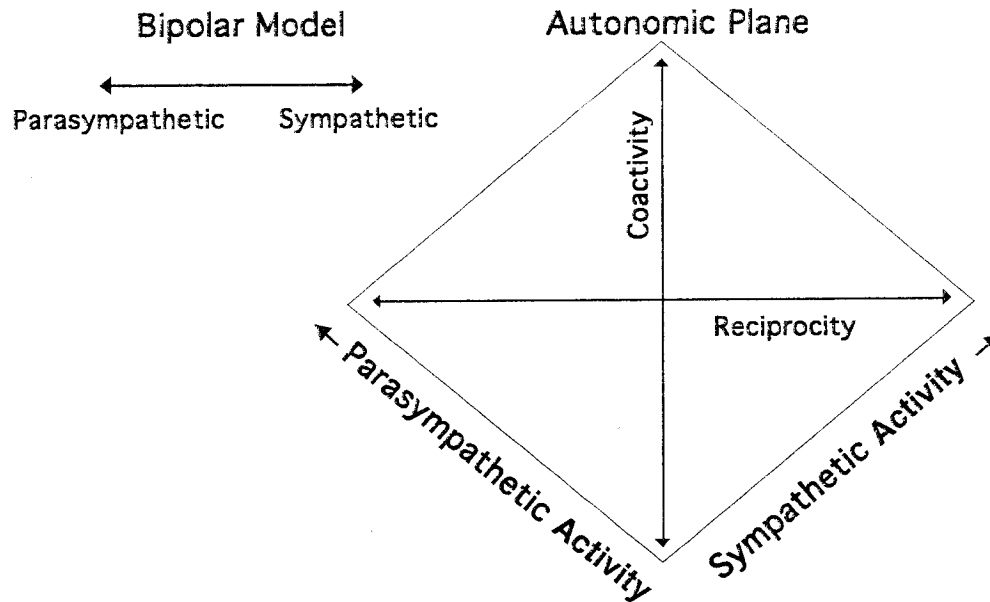 Bipolar Model
Parasympathetic
Sympathetic
Autonomic Plane
Coactivity
Reciprocity
Parasympathetic Activity
Sympathetic Activity